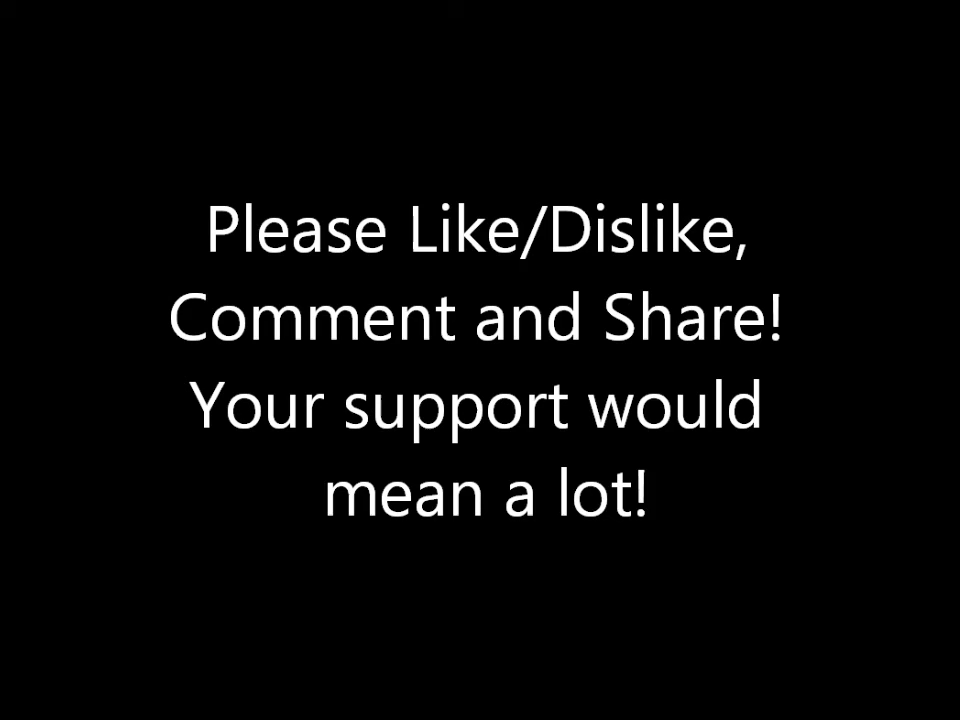 Please Like/Dislike,
Comment and Share!
Your support would
mean a lot!